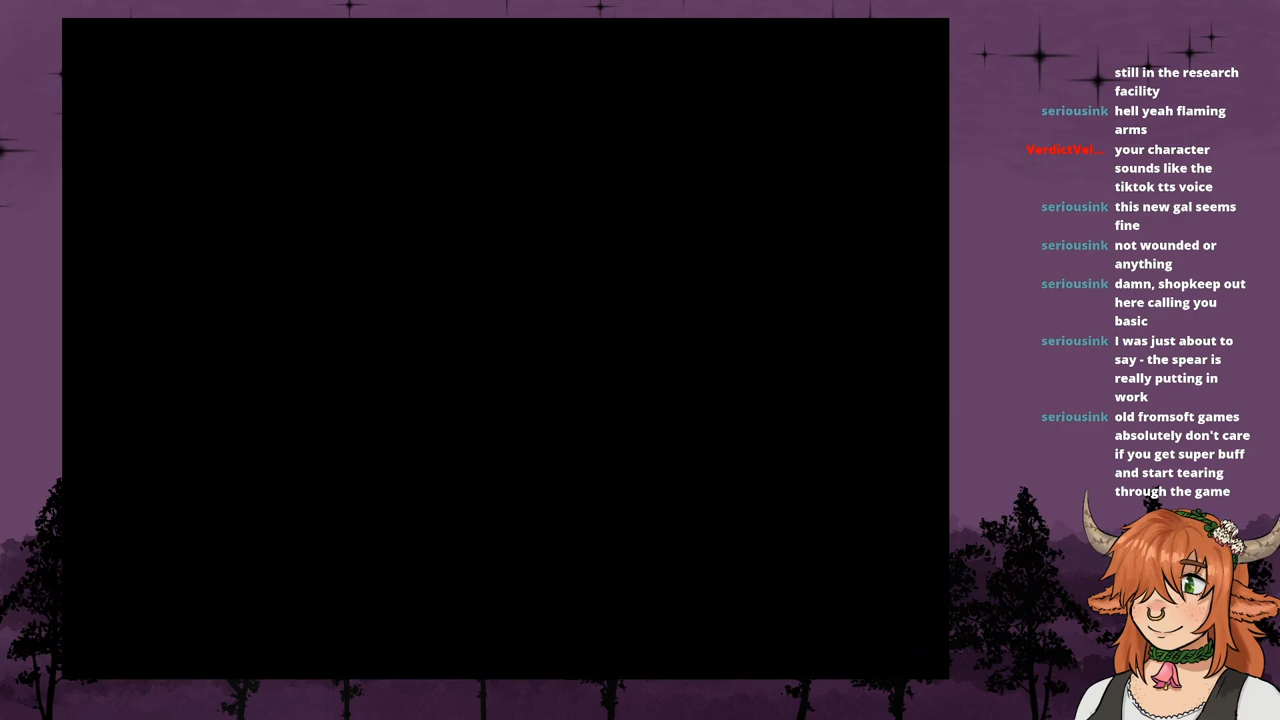 still in the research
facility
seriousink hell yeah flaming
arms
VerdictVal... your character
sounds like the
tiktok tts voice
seriousink this new gal seems
fine
seriousink not wounded or
anything
seriousink damn, shopkeep out
here calling you
basic
seriousink I was just about to
say - the spear is
really putting in
work
seriousink old fromsoft games
absolutely don't care
if you get super buff
and start tearing
through the game